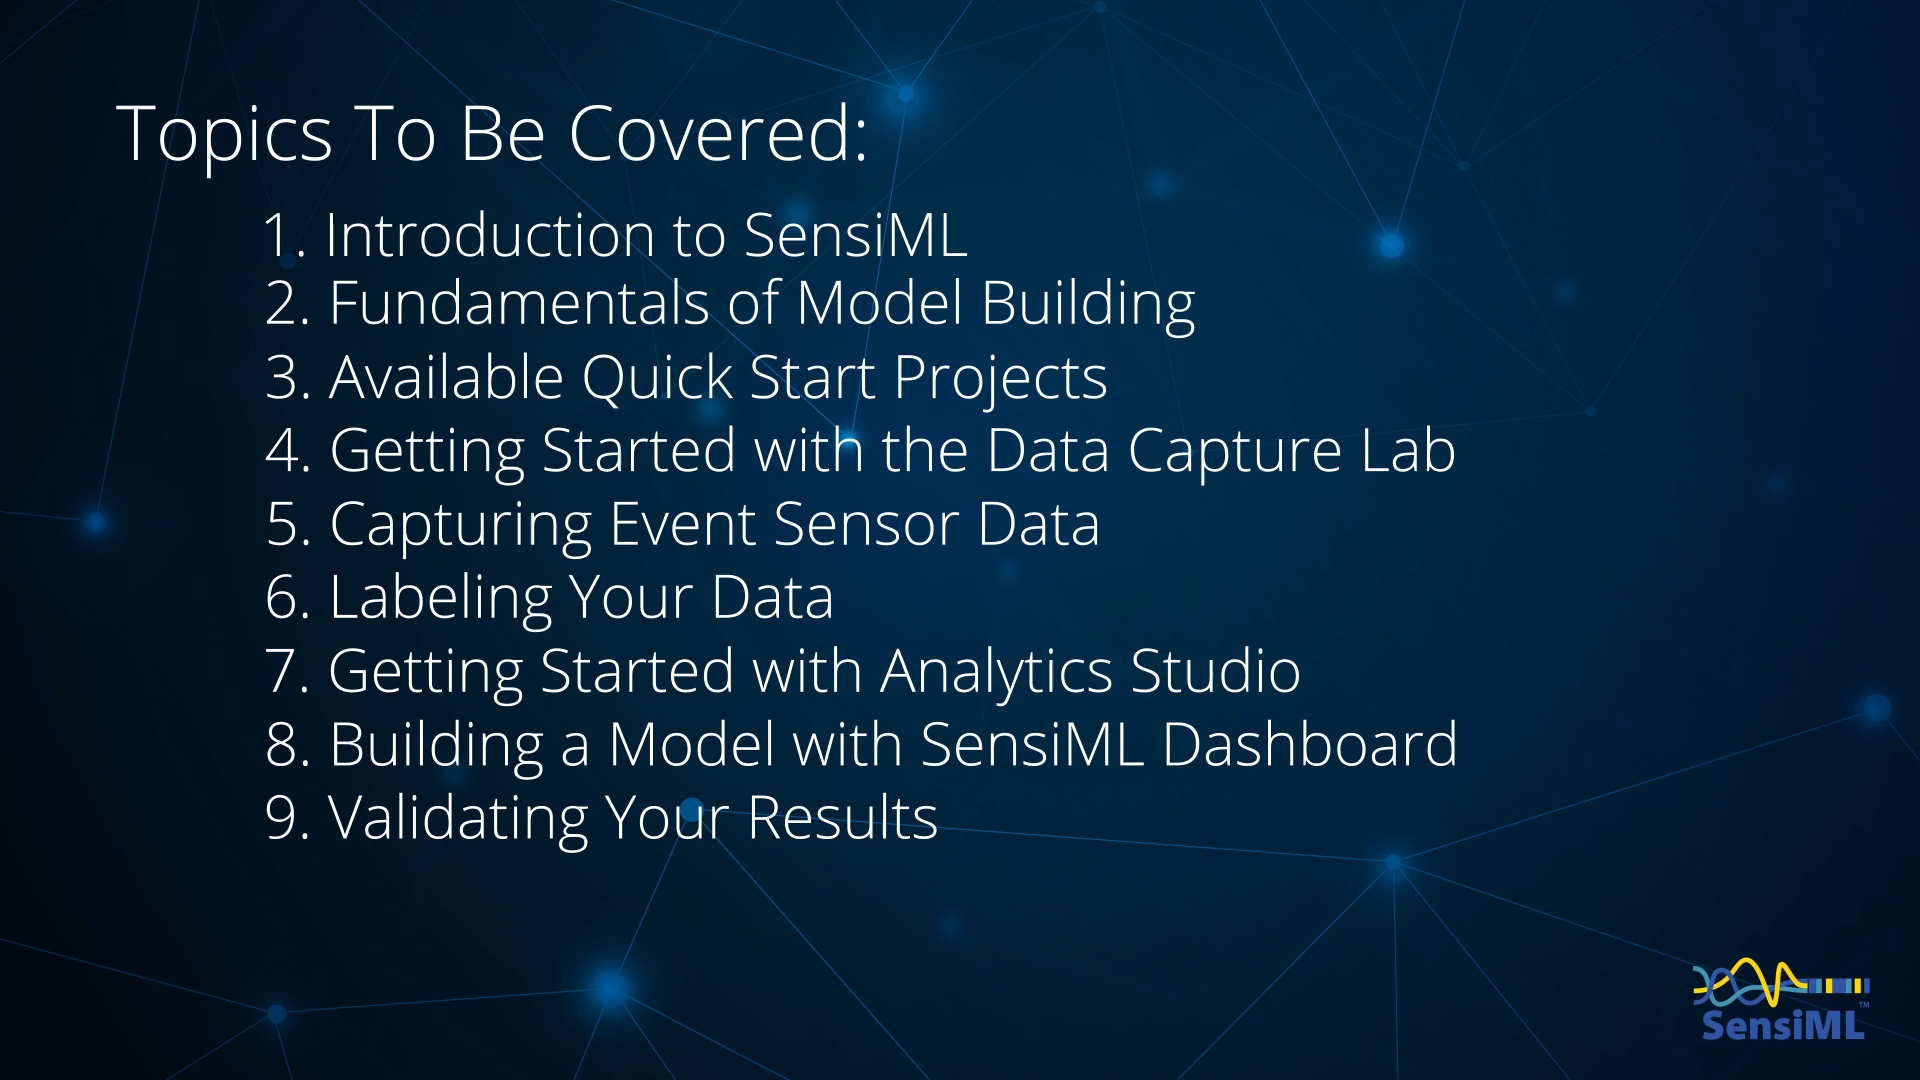 Topics To Be Covered:
1. Introduction to SensiML
2. Fundamentals of Model Building
3. Available Quick Start Projects
4. Getting Started with the Data Capture Lab
5. Capturing Event Sensor Data
6. Labeling Your Data
7. Getting Started with Analytics Studio
8. Building a Model with SensiML Dashboard
9. Validating Your Results
TM
SensiML